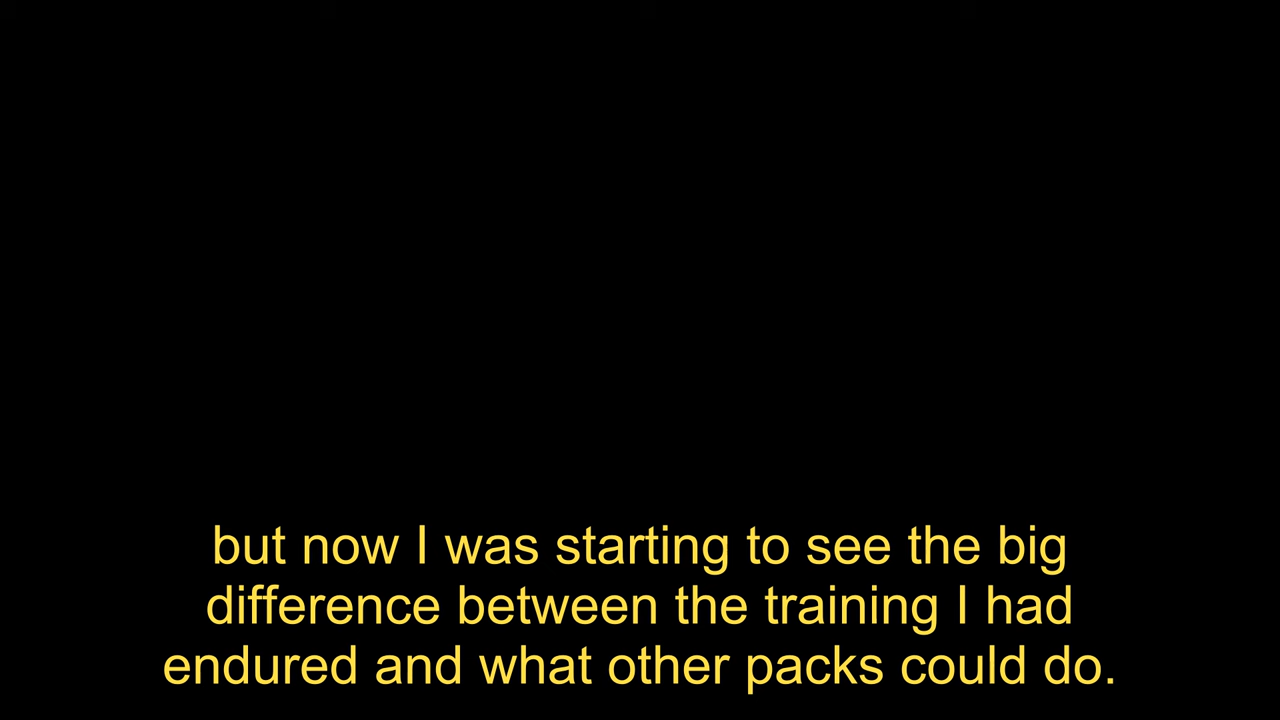 but now I was starting to see the big
difference between the training I had
endured and what other packs could do.